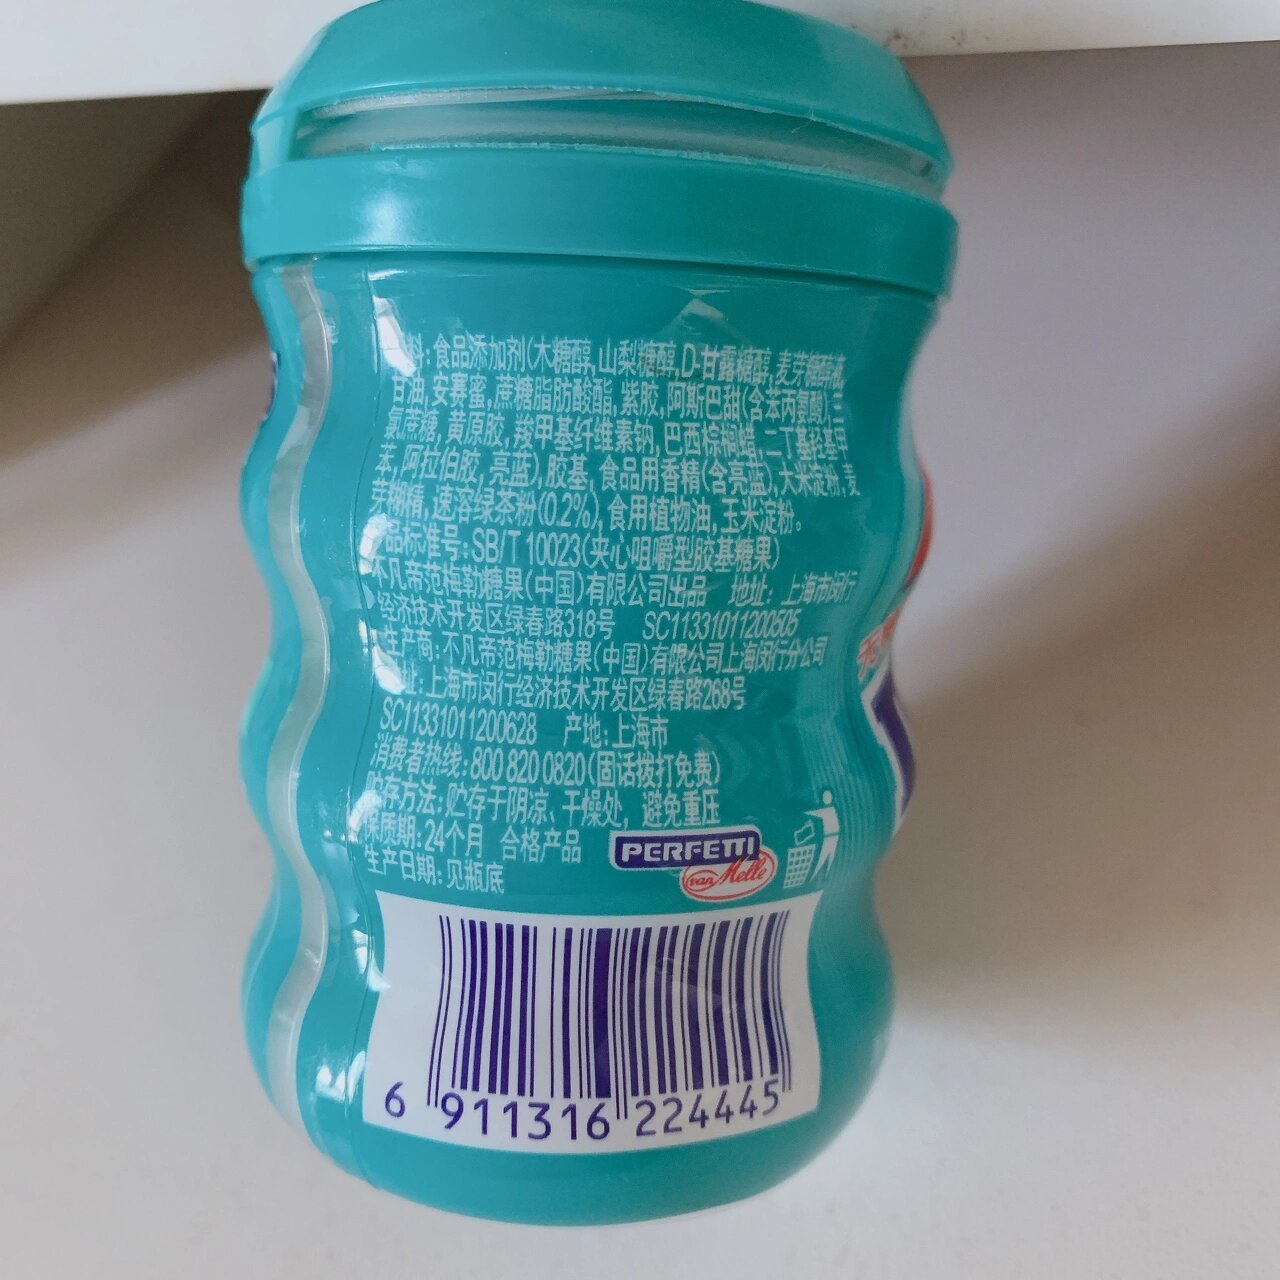 料:食品添加剂(木糖醇,山梨糖醇,D-甘露糖醇,麦芽糖醇液,
甘油,安赛蜜,蔗糖脂肪酸酯,紫胶,阿斯巴甜(含苯丙氨酸),三
氯蔗糖,黄原胶,羧甲基纤维素钠,巴西棕榈蜡,二丁基羟基甲
苯,阿拉伯胶,亮蓝),胶基,食品用香精(含亮蓝),大米淀粉,麦
芽糊精,速溶绿茶粉(0.2%),食用植物油,玉米淀粉。
品标准号:SB/T 10023(夹心咀嚼型胶基糖果)
不凡帝范梅勒糖果(中国)有限公司出品 地址:上海市闵行
经济技术开发区绿春路318号 SC11331011200505
生产商:不凡帝范梅勒糖果(中国)有限公司上海闵行分公司
址:上海市闵行经济技术开发区绿春路268号
SC11331011200628 产地:上海市
消费者热线:800 820 0820(固话拨打免费)
贮存方法:贮存于阴凉、干燥处,避免重压
保质期:24个月 合格产品
生产日期:见瓶底
PERFETTI
van Melle
6 911316 224445